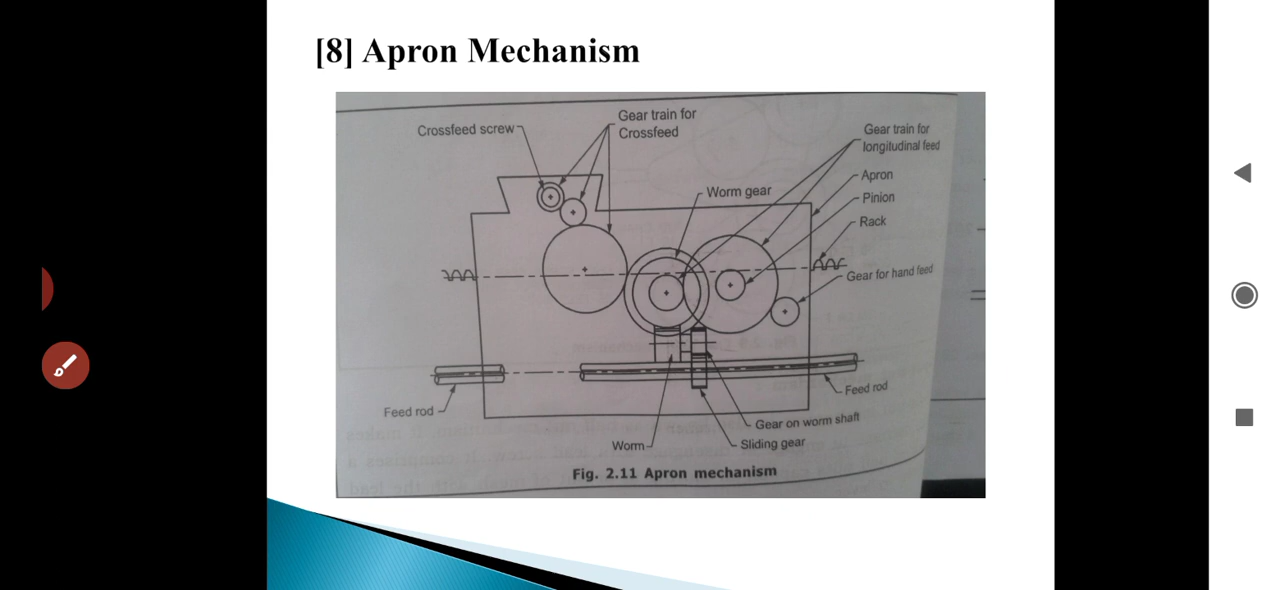 [8] Apron Mechanism
Gear train for
Crossfeed
Crossfeed screw
Gear train for
longitudinal feed
Apron
Worm gear
Pinion
Rack
Gear for hand feed
Feed rod
Feed rod
Gear on worm shaft
Worm
Sliding gear
Fig. 2.11 Apron mechanism